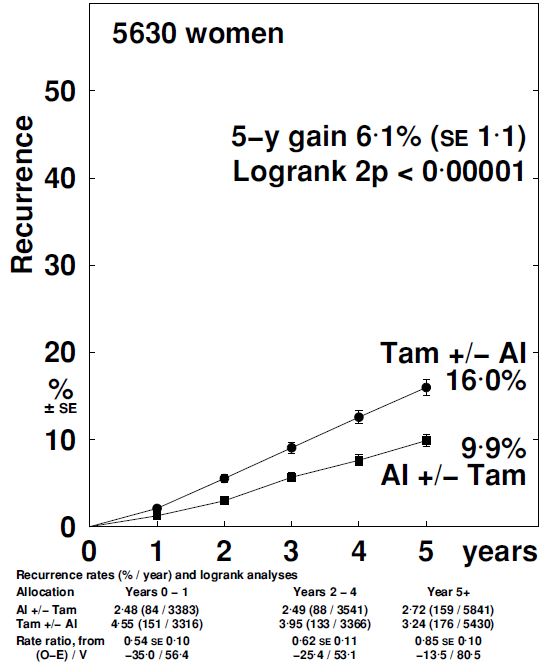 5630 women
50
5−y gain 6·1% (SE 1·1)
Logrank 2p < 0·00001
Recurrence
40
30
20
Tam +/− AI
16·0%
%
± SE
10
9·9%
AI +/− Tam
0
0 1 2 3 4 5 years
Recurrence rates (% / year) and logrank analyses
Allocation Years 0 − 1 Years 2 − 4 Year 5+
AI +/− Tam 2·48 (84 / 3383) 2·49 (88 / 3541) 2·72 (159 / 5841)
Tam +/− AI 4·55 (151 / 3316) 3·95 (133 / 3366) 3·24 (176 / 5430)
Rate ratio, from 0·54 SE 0·10 0·62 SE 0·11 0·85 SE 0·10
(O−E) / V −35·0 / 56·4 −25·4 / 53·1 −13·5 / 80·5